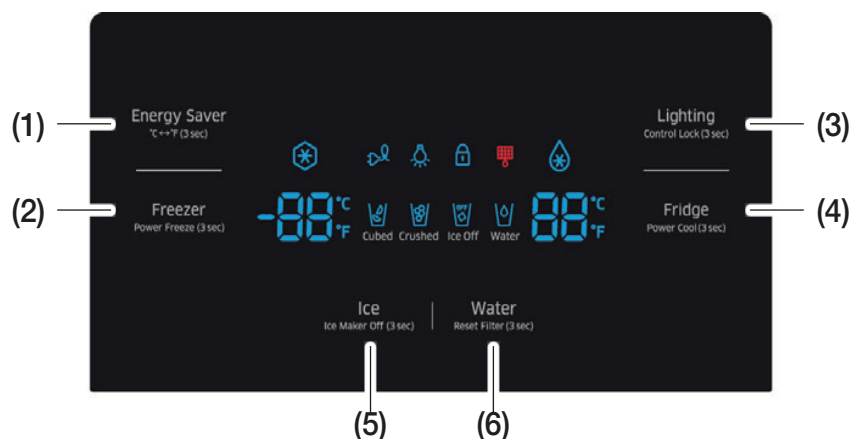 (1)
Energy Saver
°C↔°F (3 sec)
(2)
Freezer
Power Freeze (3 sec)
-88 °C °F
Cubed Crushed Ice Off Water
OFF
88 °C °F
Lighting
Control Lock (3 sec)
(3)
Fridge
Power Cool (3 sec)
(4)
Ice
Ice Maker Off (3 sec)
Water
Reset Filter (3 sec)
(5)
(6)